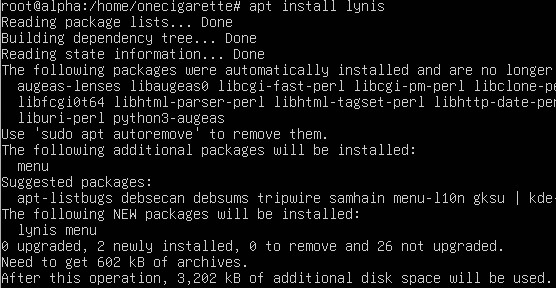 root@alpha:/home/onecigarette# apt install lynis
Reading package lists... Done
Building dependency tree... Done
Reading state information... Done
The following packages were automatically installed and are no longer
  augeas-lenses libaugeas0 libcgi-fast-perl libcgi-pm-perl libclone-pe
  libfcgi0t64 libhtml-parser-perl libhtml-tagset-perl libhttp-date-per
  liburi-perl python3-augeas
Use 'sudo apt autoremove' to remove them.
The following additional packages will be installed:
  menu
Suggested packages:
  apt-listbugs debsecan debsums tripwire samhain menu-l10n gksu | kde-
The following NEW packages will be installed:
  lynis menu
0 upgraded, 2 newly installed, 0 to remove and 26 not upgraded.
Need to get 602 kB of archives.
After this operation, 3,202 kB of additional disk space will be used.